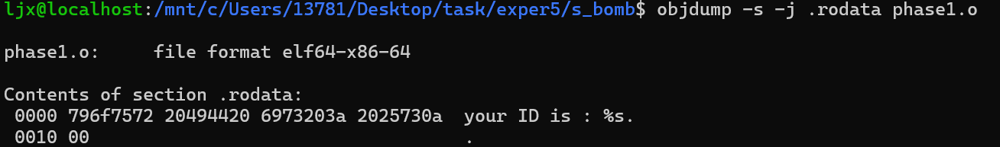 ljx@localhost:/mnt/c/Users/13781/Desktop/task/exper5/s_bomb$ objdump -s -j .rodata phase1.o
phase1.o:     file format elf64-x86-64
Contents of section .rodata:
 0000 796f7572 20494420 6973203a 2025730a  your ID is : %s.
 0010 00                                   .